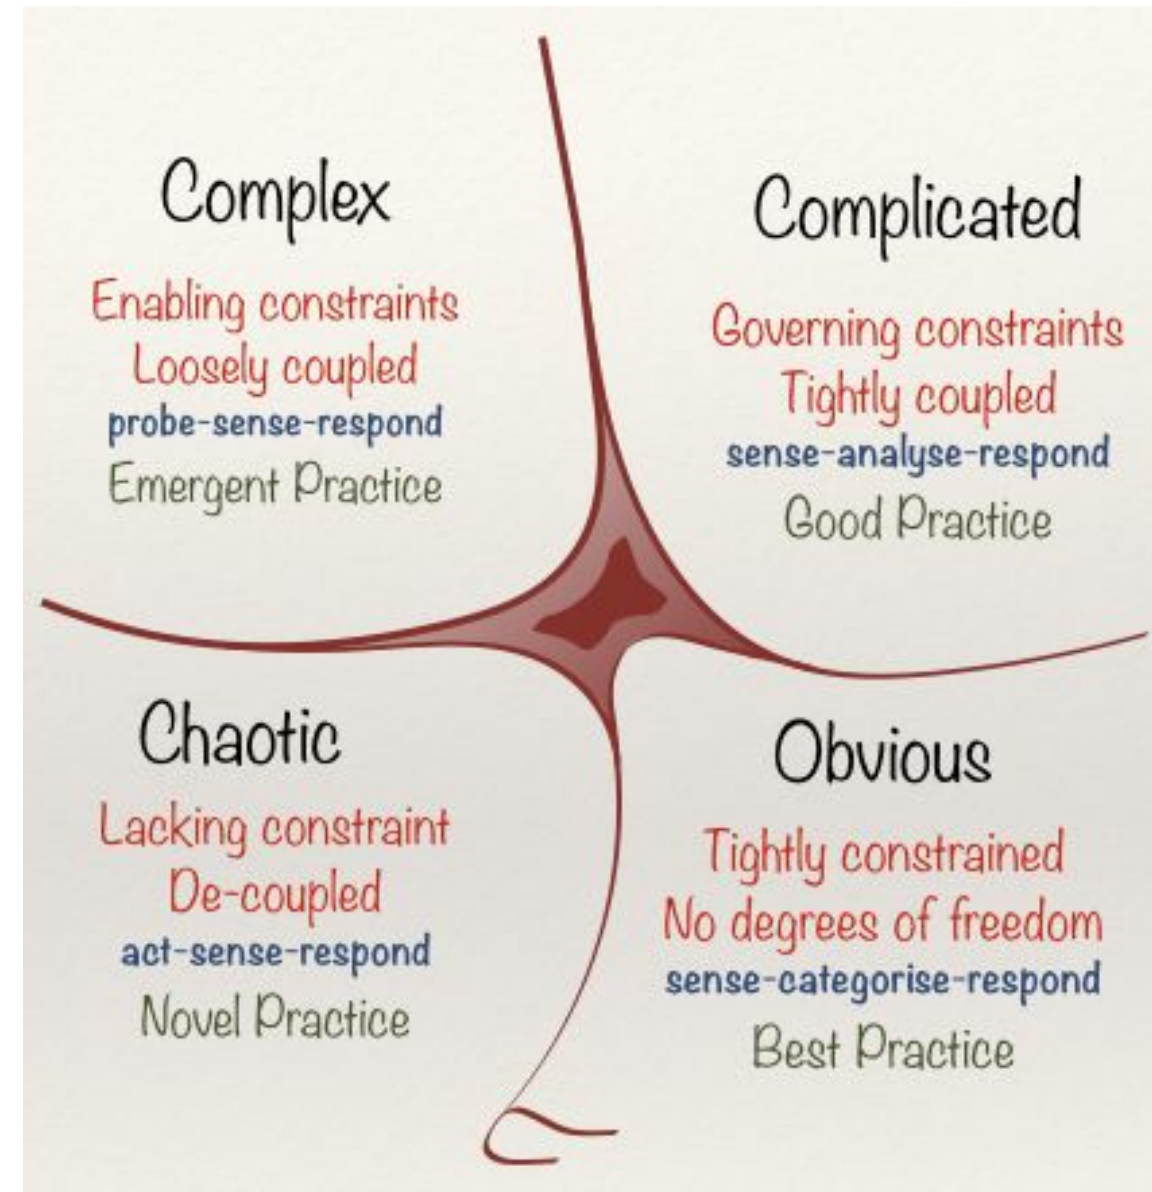 Complex
Enabling constraints
Loosely coupled
probe-sense-respond
Emergent Practice
Complicated
Governing constraints
Tightly coupled
sense-analyse-respond
Good Practice
Chaotic
Lacking constraint
De-coupled
act-sense-respond
Novel Practice
Obvious
Tightly constrained
No degrees of freedom
sense-categorise-respond
Best Practice